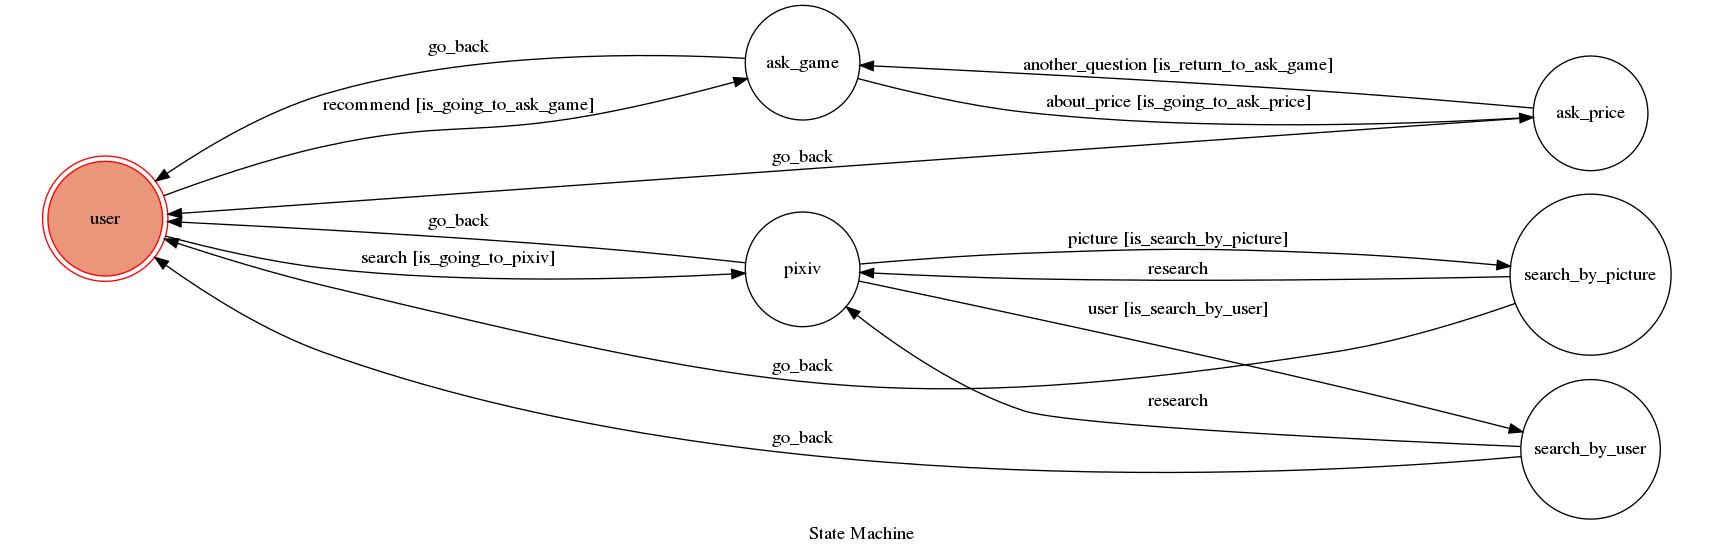 go_back
ask_game
another_question [is_return_to_ask_game]
recommend [is_going_to_ask_game]
about_price [is_going_to_ask_price]
ask_price
go_back
user
go_back
search [is_going_to_pixiv]
pixiv
picture [is_search_by_picture]
research
search_by_picture
user [is_search_by_user]
go_back
research
go_back
search_by_user
State Machine